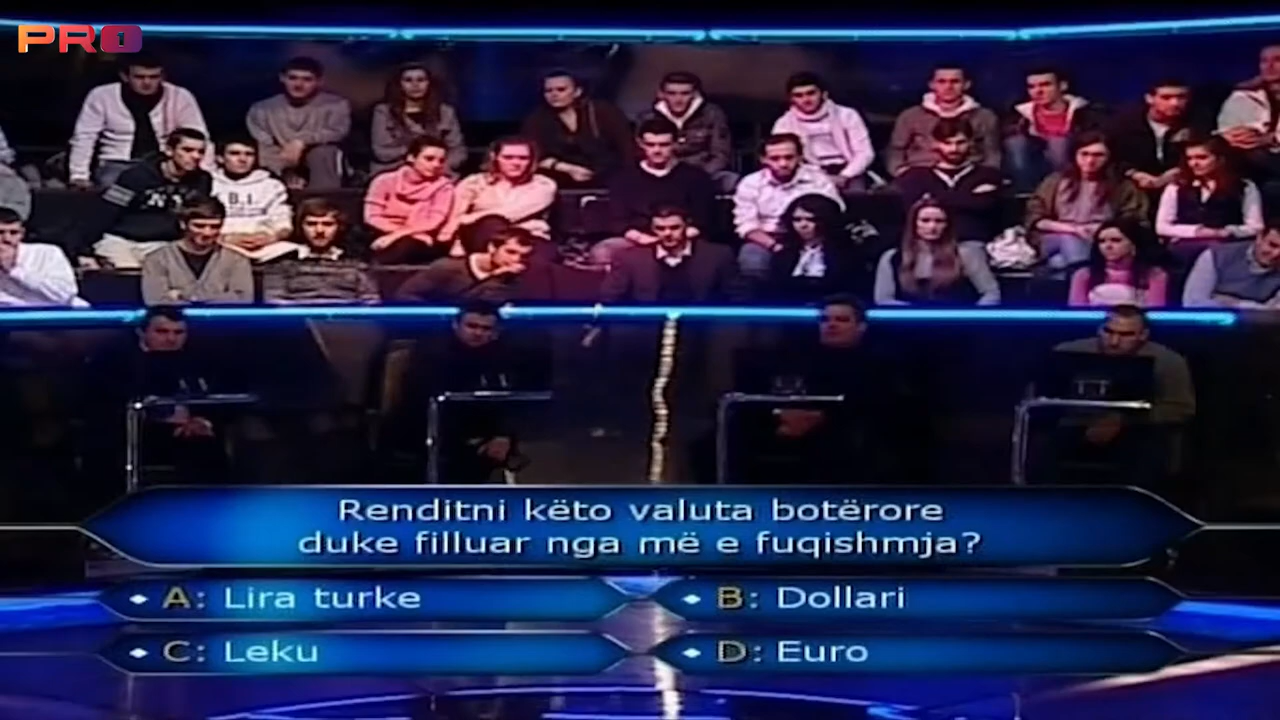 PRO1
Renditni këto valuta botërore
duke filluar nga më e fuqishmja?
A: Lira turke
B: Dollari
C: Leku
D: Euro